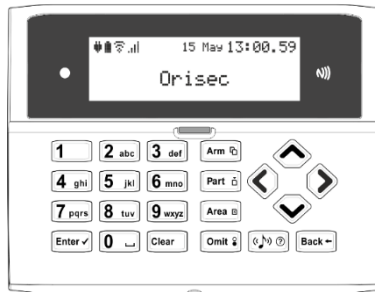 15 May 13:00.59
Orisec
1 2 abc 3 def Arm
4 ghi 5 jkl 6 mno Part
7 pqrs 8 tuv 9 wxyz Area
Enter 0 Clear Omit ? Back